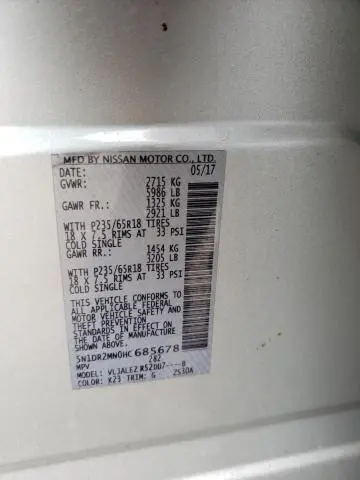 MFD BY NISSAN MOTOR CO., LTD.
DATE: 05/17
GVWR: 2715 KG
5986 LB
GAWR FR.: 1325 KG
2921 LB
WITH P235/65R18 TIRES
18 X 7.5 RIMS AT 33 PSI
COLD SINGLE
GAWR RR.: 1454 KG
3205 LB
WITH P235/65R18 TIRES
18 X 7.5 RIMS AT 33 PSI
COLD SINGLE
THIS VEHICLE CONFORMS TO
ALL APPLICABLE FEDERAL
MOTOR VEHICLE SAFETY AND
THEFT PREVENTION
STANDARDS IN EFFECT ON
THE DATE OF MANUFACTURE
SHOWN ABOVE.
5N1DR2MN0HC685678
MPV 282
MODEL: VLJALEZ R52UU7----B
COLOR: K23 TRIM: G 2530A